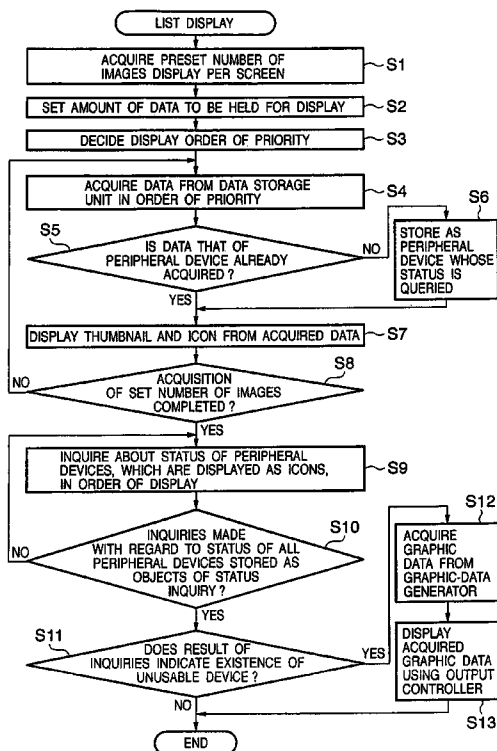 LIST DISPLAY
ACQUIRE PRESET NUMBER OF
IMAGES DISPLAY PER SCREEN
S1
SET AMOUNT OF DATA TO BE HELD FOR DISPLAY
S2
DECIDE DISPLAY ORDER OF PRIORITY
S3
ACQUIRE DATA FROM DATA STORAGE
UNIT IN ORDER OF PRIORITY
S4
S5
IS DATA THAT OF
PERIPHERAL DEVICE ALREADY
ACQUIRED ?
NO
YES
S6
STORE AS
PERIPHERAL
DEVICE WHOSE
STATUS IS
QUERIED
DISPLAY THUMBNAIL AND ICON FROM ACQUIRED DATA
S7
S8
ACQUISITION
OF SET NUMBER OF IMAGES
COMPLETED ?
NO
YES
INQUIRE ABOUT STATUS OF PERIPHERAL
DEVICES, WHICH ARE DISPLAYED AS ICONS,
IN ORDER OF DISPLAY
S9
S10
INQUIRIES MADE
WITH REGARD TO STATUS OF ALL
PERIPHERAL DEVICES STORED AS
OBJECTS OF STATUS
INQUIRY ?
NO
YES
S11
DOES RESULT OF
INQUIRIES INDICATE EXISTENCE OF
UNUSABLE DEVICE ?
YES
NO
S12
ACQUIRE
GRAPHIC
DATA FROM
GRAPHIC-DATA
GENERATOR
DISPLAY
ACQUIRED
GRAPHIC DATA
USING OUTPUT
CONTROLLER
S13
END